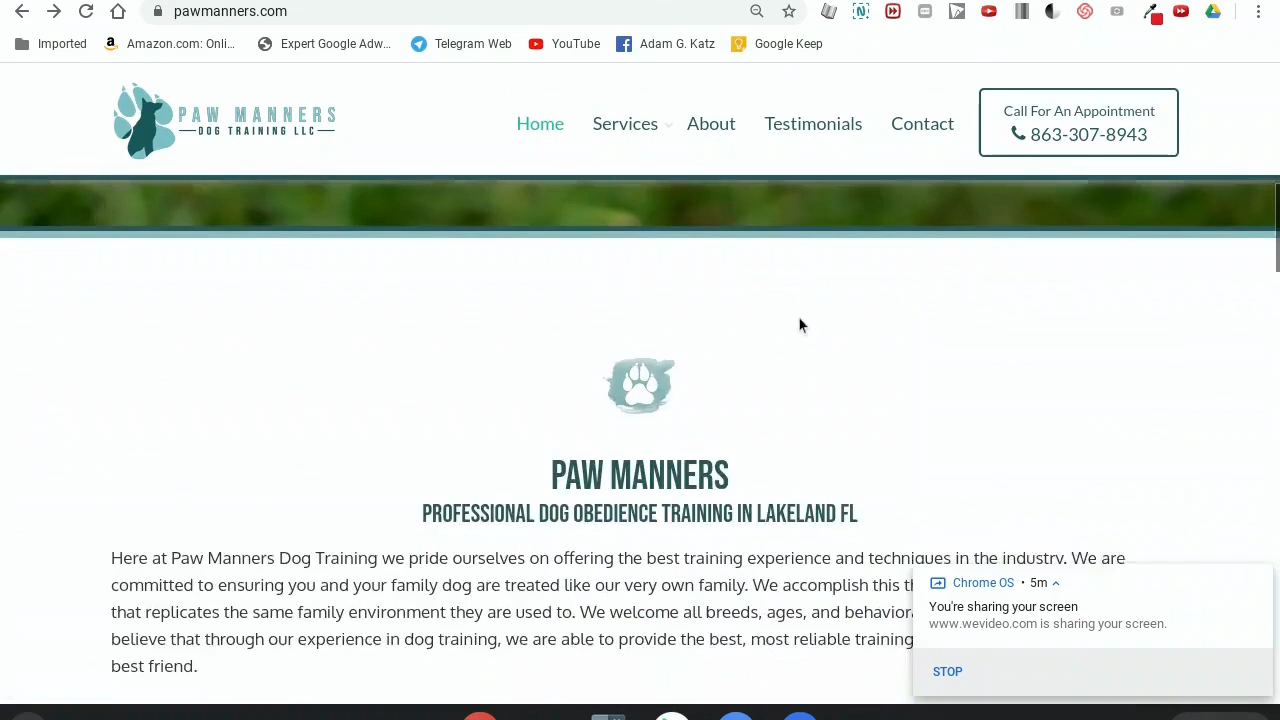 pawmanners.com
Imported
Amazon.com: Onli...
Expert Google Adw...
Telegram Web
YouTube
Adam G. Katz
Google Keep
PAW MANNERS
DOG TRAINING LLC
Home
Services
About
Testimonials
Contact
Call For An Appointment
863-307-8943
PAW MANNERS
PROFESSIONAL DOG OBEDIENCE TRAINING IN LAKELAND FL
Here at Paw Manners Dog Training we pride ourselves on offering the best training experience and techniques in the industry. We are
committed to ensuring you and your family dog are treated like our very own family. We accomplish this
that replicates the same family environment they are used to. We welcome all breeds, ages, and
believe that through our experience in dog training, we are able to provide the best, most reliable training
best friend.
Chrome OS • 5m
You're sharing your screen
www.wevideo.com is sharing your screen.
STOP